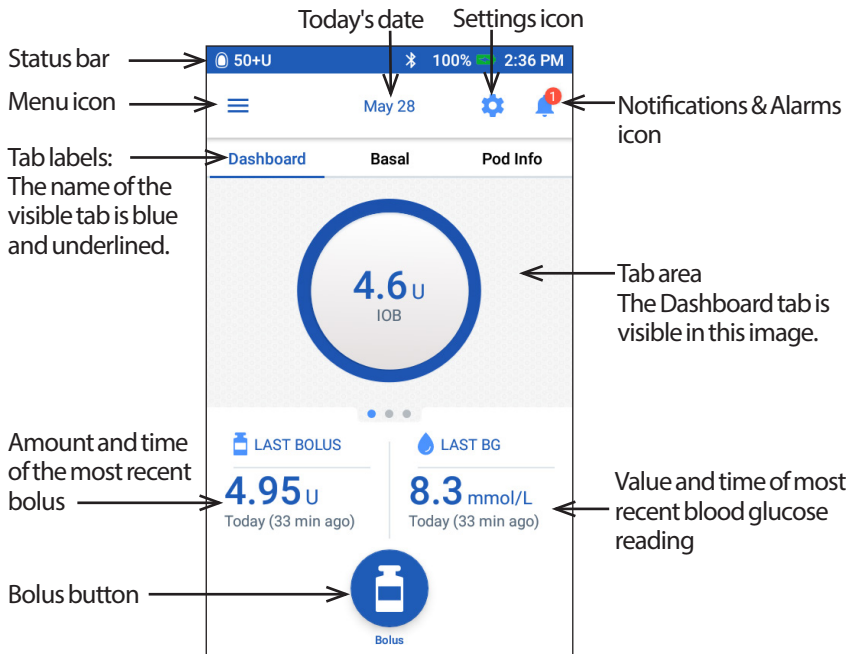 Today's date
Settings icon
Status bar
50+U 100% 2:36 PM
Menu icon
May 28
1
Notifications & Alarms
icon
Tab labels:
The name of the
visible tab is blue
and underlined.
Dashboard Basal Pod Info
4.6 U
IOB
Tab area
The Dashboard tab is
visible in this image.
Amount and time
of the most recent
bolus
LAST BOLUS
4.95 U
Today (33 min ago)
LAST BG
8.3 mmol/L
Today (33 min ago)
Value and time of most
recent blood glucose
reading
Bolus button
Bolus